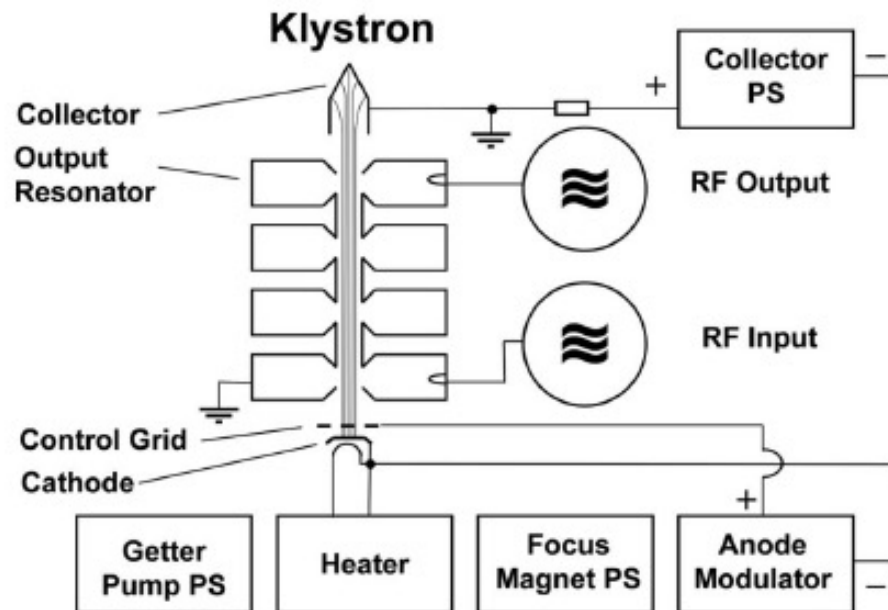 Klystron
Collector
Output
Resonator
+
−
Collector
PS
RF Output
RF Input
Control Grid
Cathode
+
−
Getter
Pump PS
Heater
Focus
Magnet PS
Anode
Modulator